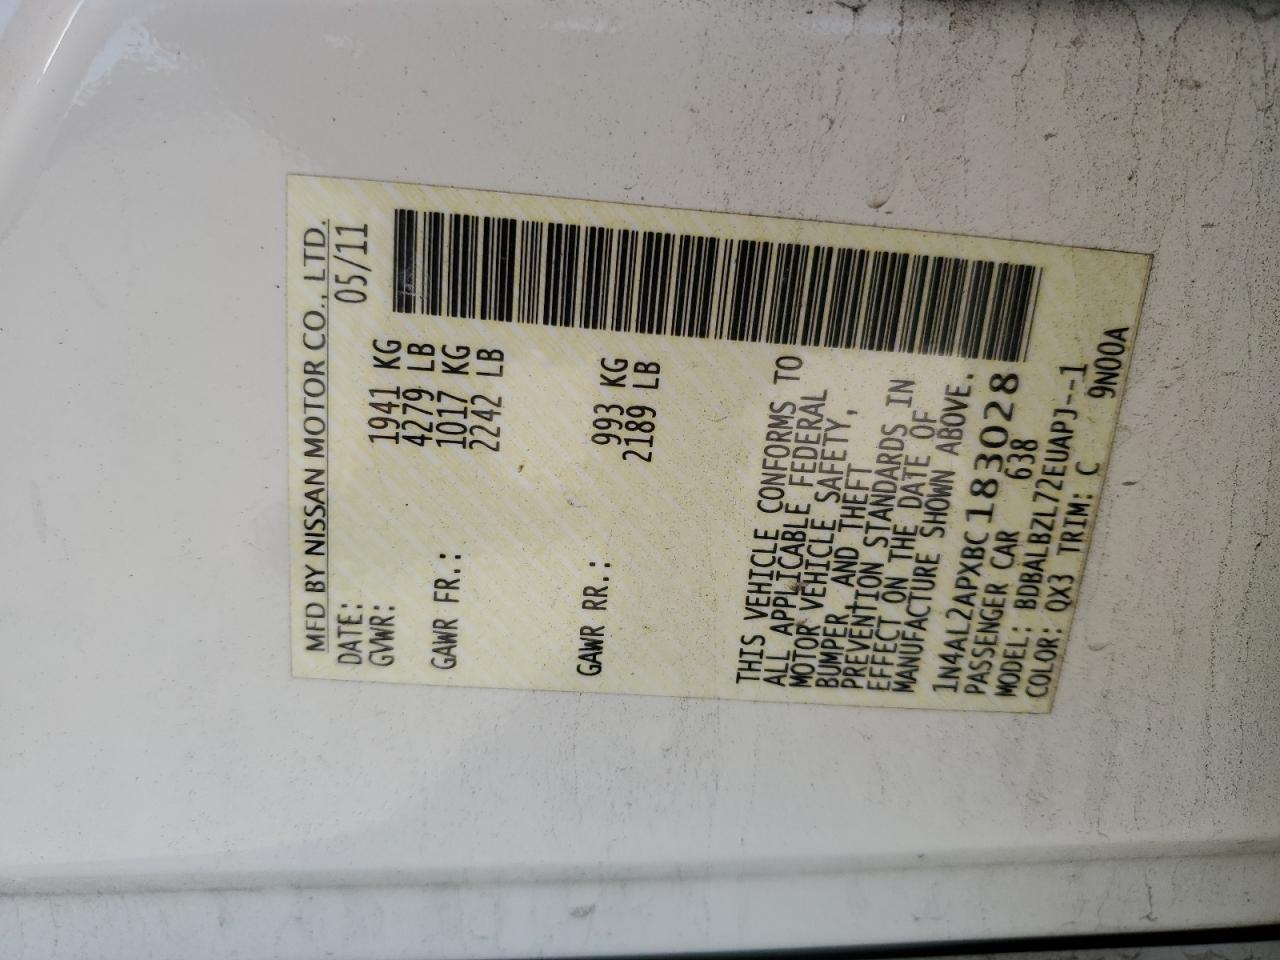 MFD BY NISSAN MOTOR CO., LTD.
DATE: 05/11
GVWR: 1941 KG
4279 LB
GAWR FR.: 1017 KG
2242 LB
GAWR RR.: 993 KG
2189 LB
THIS VEHICLE CONFORMS TO
ALL APPLICABLE FEDERAL
MOTOR VEHICLE SAFETY,
BUMPER AND THEFT
PREVENTION STANDARDS IN
EFFECT ON THE DATE OF
MANUFACTURE SHOWN ABOVE.
1N4AL2APXBC183028
PASSENGER CAR 638
MODEL: BDBALBZL72EUAPJ--1
COLOR: QX3 TRIM: C 9N00A